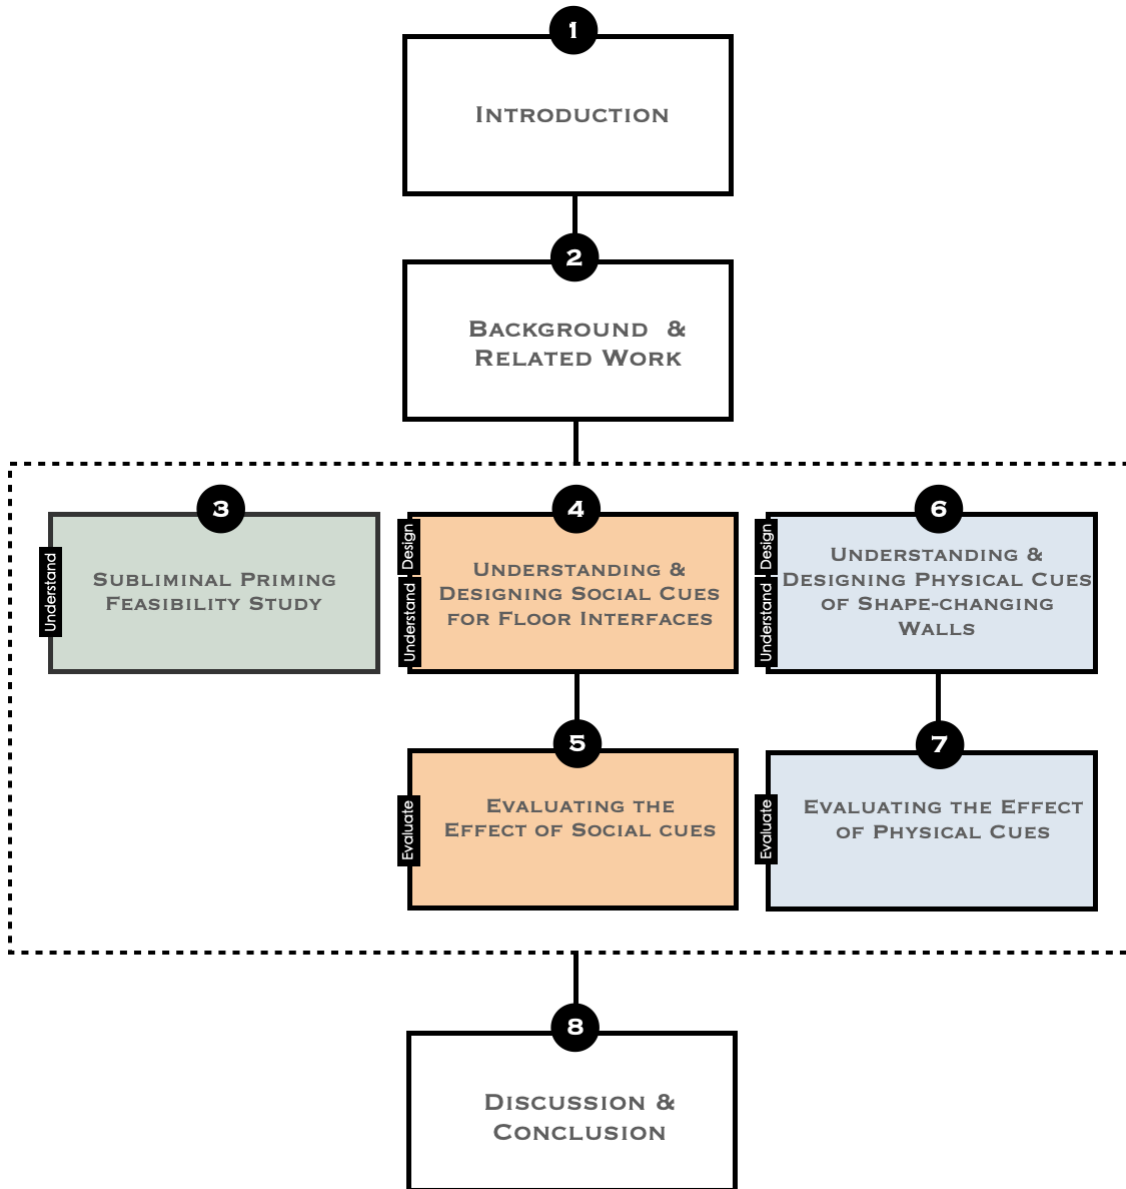 1
Introduction
2
Background &
Related Work
3
Understand
Subliminal Priming
Feasibility Study
4
Design
Understand
Understanding &
Designing Social Cues
for Floor Interfaces
6
Design
Understand
Understanding &
Designing Physical Cues
of Shape-changing
Walls
5
Evaluate
Evaluating the
Effect of Social cues
7
Evaluate
Evaluating the Effect
of Physical Cues
8
Discussion &
Conclusion